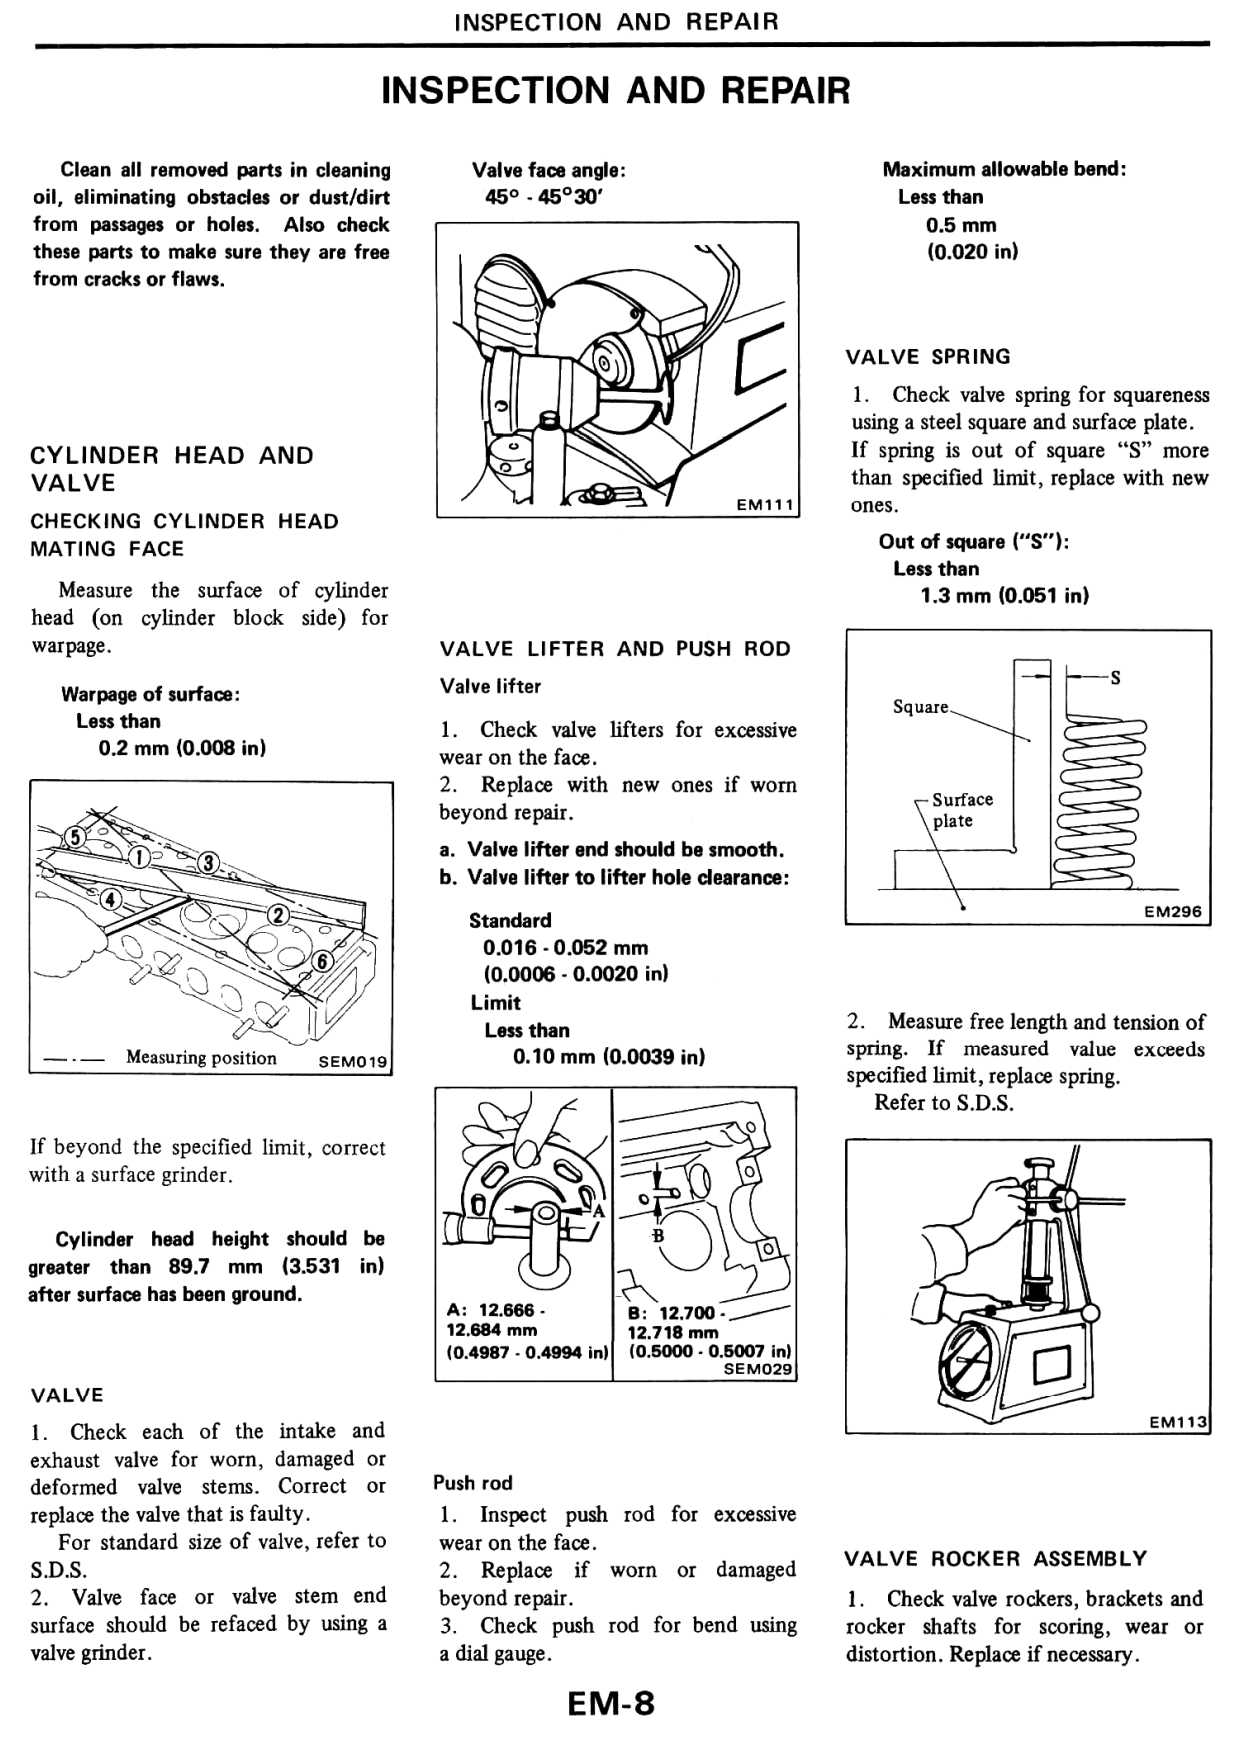 INSPECTION AND REPAIR
INSPECTION AND REPAIR
Clean all removed parts in cleaning
oil, eliminating obstacles or dust/dirt
from passages or holes. Also check
these parts to make sure they are free
from cracks or flaws.
CYLINDER HEAD AND
VALVE
CHECKING CYLINDER HEAD
MATING FACE
Measure the surface of cylinder
head (on cylinder block side) for
warpage.
Warpage of surface:
Less than
0.2 mm (0.008 in)
5
1
3
4
2
6
Measuring position SEM019
If beyond the specified limit, correct
with a surface grinder.
Cylinder head height should be
greater than 89.7 mm (3.531 in)
after surface has been ground.
VALVE
1. Check each of the intake and
exhaust valve for worn, damaged or
deformed valve stems. Correct or
replace the valve that is faulty.
For standard size of valve, refer to
S.D.S.
2. Valve face or valve stem end
surface should be refaced by using a
valve grinder.
Valve face angle:
45° - 45°30'
EM111
VALVE LIFTER AND PUSH ROD
Valve lifter
1. Check valve lifters for excessive
wear on the face.
2. Replace with new ones if worn
beyond repair.
a. Valve lifter end should be smooth.
b. Valve lifter to lifter hole clearance:
Standard
0.016 - 0.052 mm
(0.0006 - 0.0020 in)
Limit
Less than
0.10 mm (0.0039 in)
A
A: 12.666 -
12.684 mm
(0.4987 - 0.4994 in)
B
B: 12.700 -
12.718 mm
(0.5000 - 0.5007 in)
SEM029
Push rod
1. Inspect push rod for excessive
wear on the face.
2. Replace if worn or damaged
beyond repair.
3. Check push rod for bend using
a dial gauge.
Maximum allowable bend:
Less than
0.5 mm
(0.020 in)
VALVE SPRING
1. Check valve spring for squareness
using a steel square and surface plate.
If spring is out of square “S” more
than specified limit, replace with new
ones.
Out of square (“S”):
Less than
1.3 mm (0.051 in)
S
Square
Surface
plate
EM296
2. Measure free length and tension of
spring. If measured value exceeds
specified limit, replace spring.
Refer to S.D.S.
EM113
VALVE ROCKER ASSEMBLY
1. Check valve rockers, brackets and
rocker shafts for scoring, wear or
distortion. Replace if necessary.
EM-8